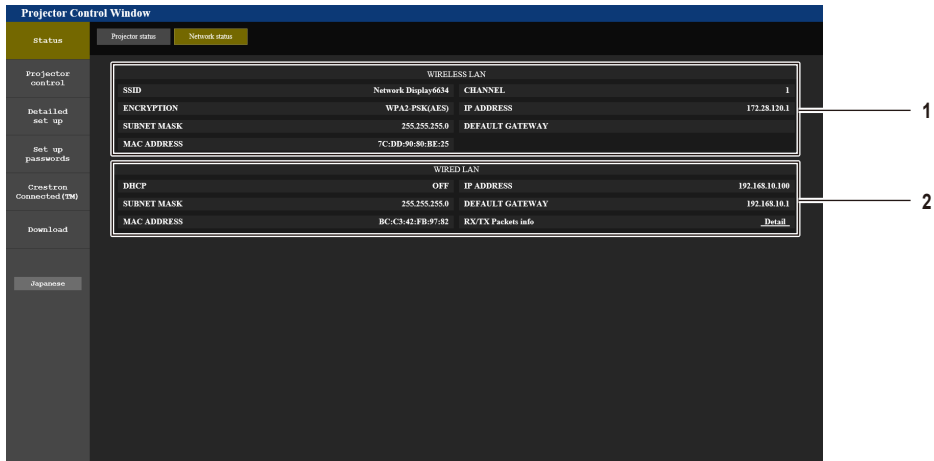 Projector Control Window
Status
Projector status
Network status
Projector
control
Detailed
set up
Set up
passwords
Crestron
Connected(TM)
Download
Japanese
WIRELESS LAN
SSID Network Display6634 CHANNEL 1
ENCRYPTION WPA2-PSK(AES) IP ADDRESS 172.28.120.1
SUBNET MASK 255.255.255.0 DEFAULT GATEWAY
MAC ADDRESS 7C:DD:90:80:BE:25
1
WIRED LAN
DHCP OFF IP ADDRESS 192.168.10.100
SUBNET MASK 255.255.255.0 DEFAULT GATEWAY 192.168.10.1
MAC ADDRESS BC:C3:42:FB:97:82 RX/TX Packets info Detail
2